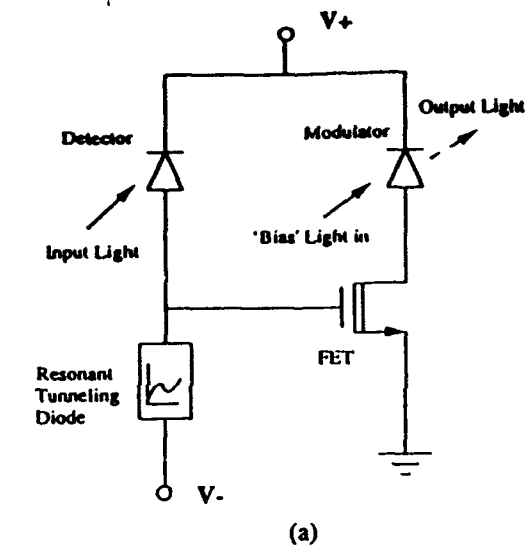 V+
Output Light
Detector
Modulator
Input Light
'Bias' Light in
FET
Resonant
Tunneling
Diode
V-
(a)